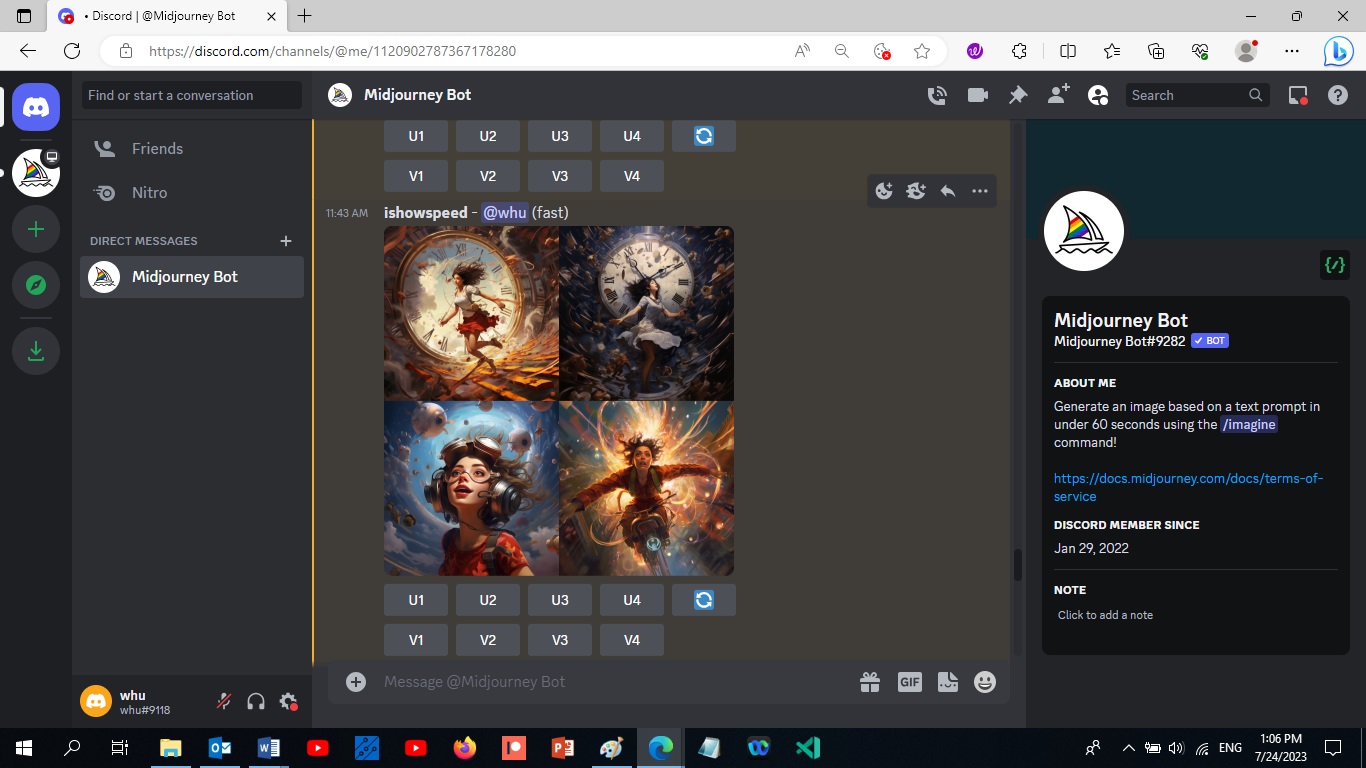 • Discord | @Midjourney Bot
https://discord.com/channels/@me/1120902787367178280
Find or start a conversation
Friends
Nitro
DIRECT MESSAGES
Midjourney Bot
whu
whu#9118
Midjourney Bot
Search
U1 U2 U3 U4
V1 V2 V3 V4
11:43 AM ishowspeed - @whu (fast)
U1 U2 U3 U4
V1 V2 V3 V4
Message @Midjourney Bot
GIF
Midjourney Bot
Midjourney Bot#9282 ✓ BOT
ABOUT ME
Generate an image based on a text prompt in
under 60 seconds using the /imagine
command!
https://docs.midjourney.com/docs/terms-of-
service
DISCORD MEMBER SINCE
Jan 29, 2022
NOTE
Click to add a note
ENG
1:06 PM
7/24/2023